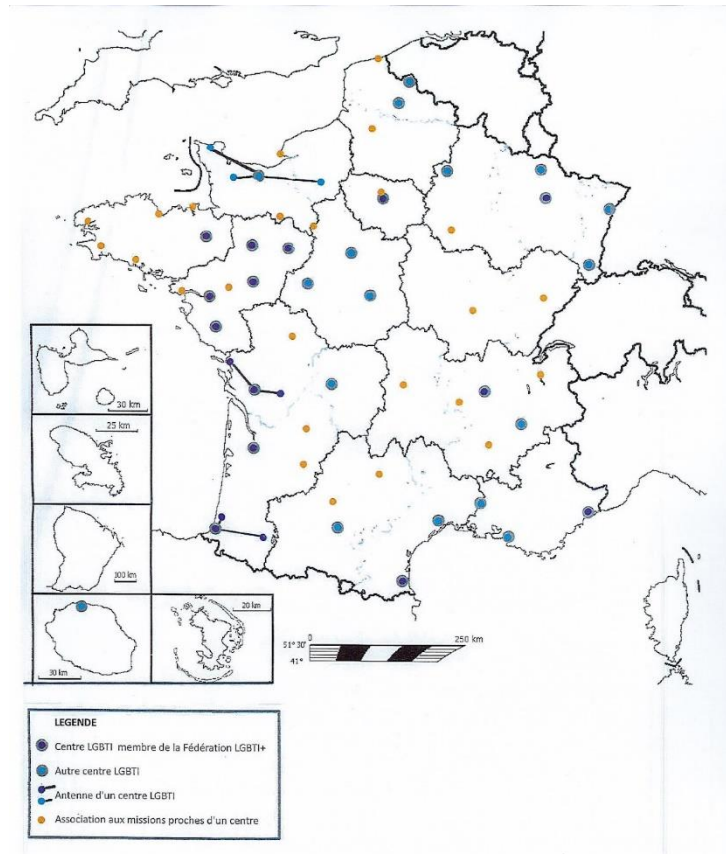 30 km
25 km
300 km
20 km
30 km
51° 30'
41°
0
250 km
LEGENDE
Centre LGBTI membre de la Fédération LGBTI+
Autre centre LGBTI
Antenne d'un centre LGBTI
Association aux missions proches d'un centre